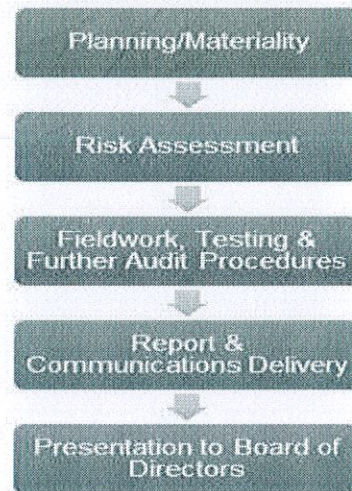 Planning/Materiality
Risk Assessment
Fieldwork, Testing &
Further Audit Procedures
Report &
Communications Delivery
Presentation to Board of
Directors